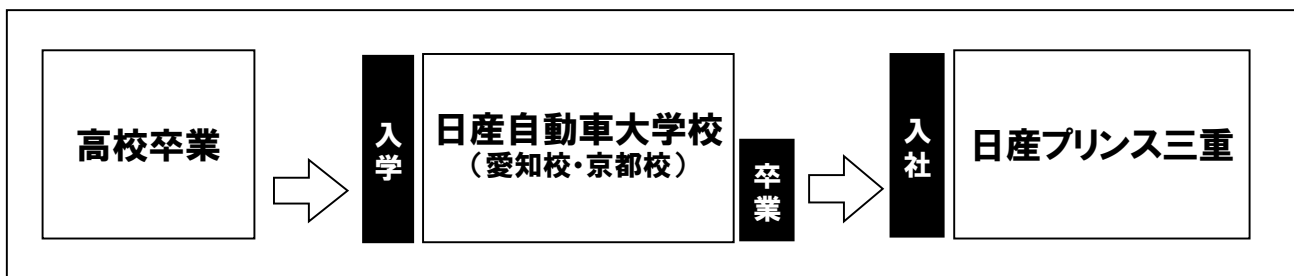 高校卒業
入学
日産自動車大学校
(愛知校・京都校)
卒業
入社
日産プリンス三重